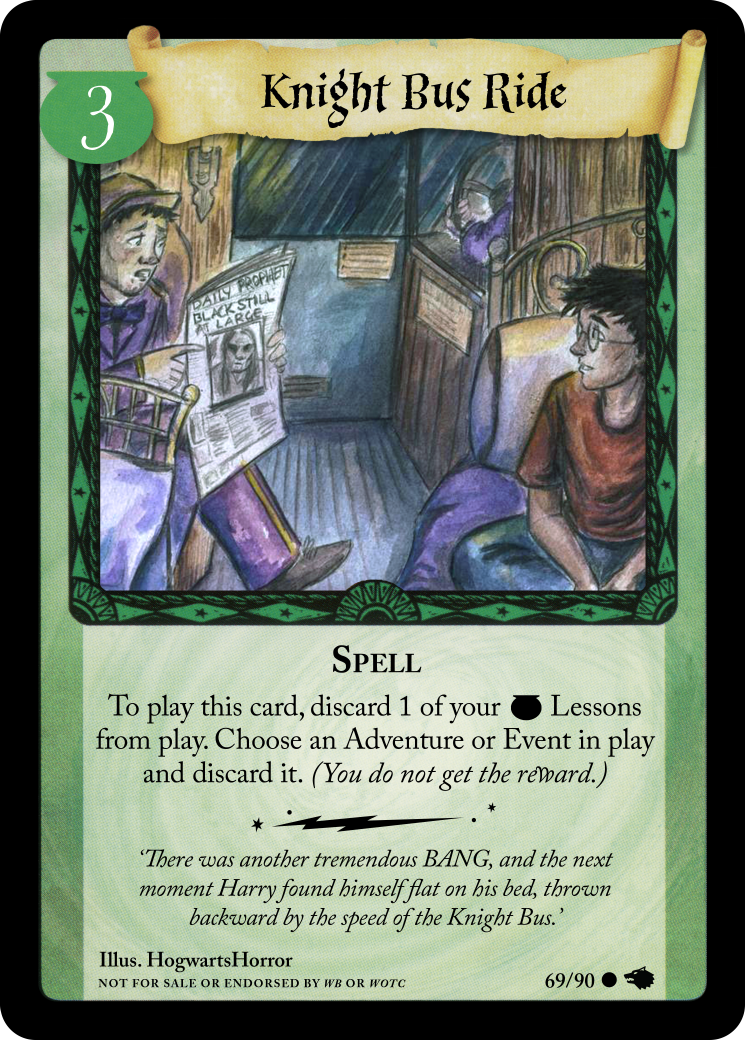 3
Knight Bus Ride
DAILY PROPHET
BLACK STILL
AT LARGE
SPELL
To play this card, discard 1 of your Lessons
from play. Choose an Adventure or Event in play
and discard it. (You do not get the reward.)
‘There was another tremendous BANG, and the next
moment Harry found himself flat on his bed, thrown
backward by the speed of the Knight Bus.’
Illus. HogwartsHorror
NOT FOR SALE OR ENDORSED BY WB OR WOTC
69/90